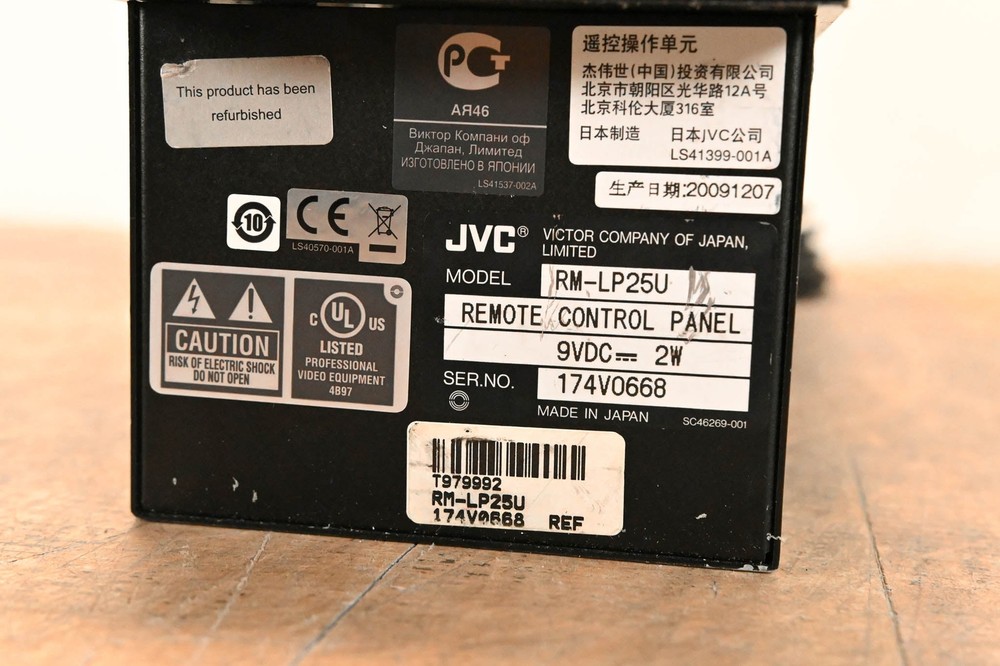 This product has been
refurbished
РСТ
АЯ46
Виктор Компани оф
Джапан, Лимитед
ИЗГОТОВЛЕНО В ЯПОНИИ
LS41537-002A
遥控操作单元
杰伟世(中国)投资有限公司
北京市朝阳区光华路12A号
北京科伦大厦316室
日本制造 日本JVC公司
LS41399-001A
生产日期:20091207
10
CE
LS40570-001A
CAUTION
RISK OF ELECTRIC SHOCK
DO NOT OPEN
C UL US
LISTED
PROFESSIONAL
VIDEO EQUIPMENT
4B97
JVC® VICTOR COMPANY OF JAPAN,
LIMITED
MODEL RM-LP25U
REMOTE CONTROL PANEL
9VDC⎓ 2W
SER.NO. 174V0668
MADE IN JAPAN SC46269-001
T979992
RM-LP25U
174V0668 REF